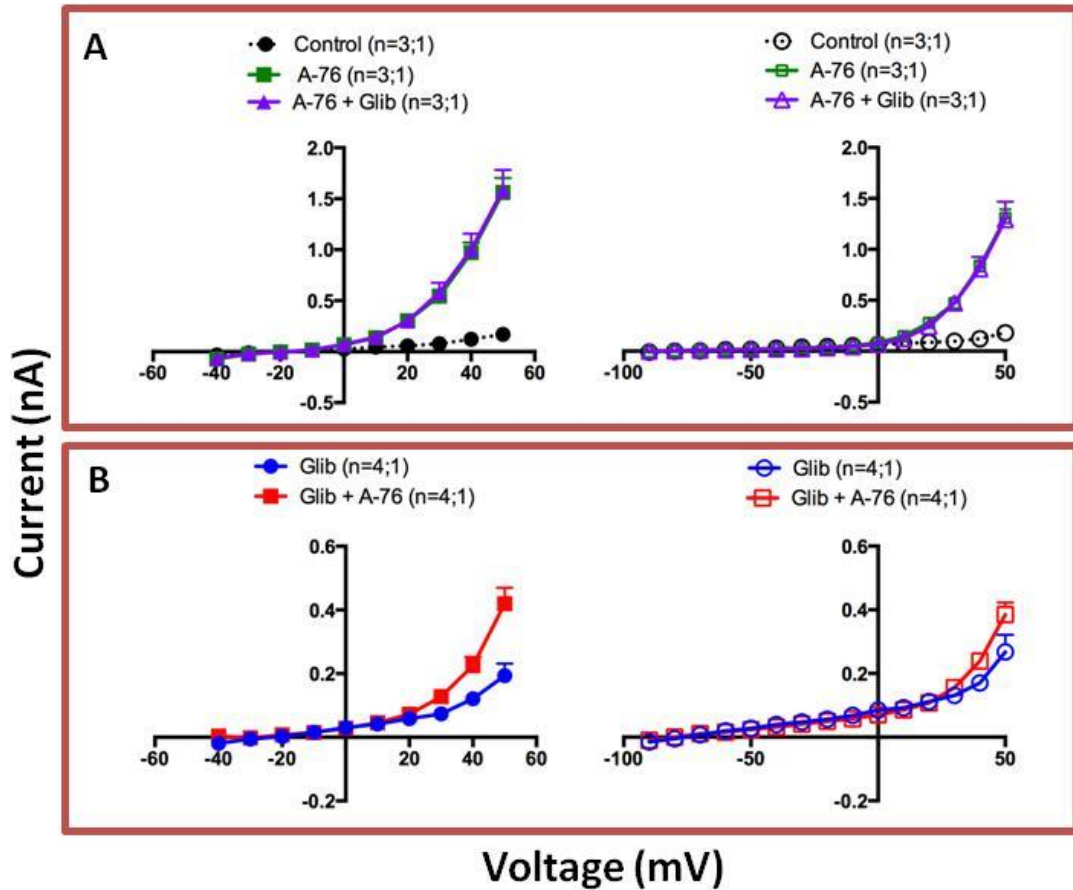 A
Control (n=3;1)
A-76 (n=3;1)
A-76 + Glib (n=3;1)
2.0
1.5
1.0
0.5
-0.5
-60 -40 -20 20 40 60
Control (n=3;1)
A-76 (n=3;1)
A-76 + Glib (n=3;1)
2.0
1.5
1.0
0.5
-0.5
-100 -50 50
B
Glib (n=4;1)
Glib + A-76 (n=4;1)
0.6
0.4
0.2
-0.2
-60 -40 -20 20 40 60
Glib (n=4;1)
Glib + A-76 (n=4;1)
0.6
0.4
0.2
-0.2
-100 -50 50
Current (nA)
Voltage (mV)